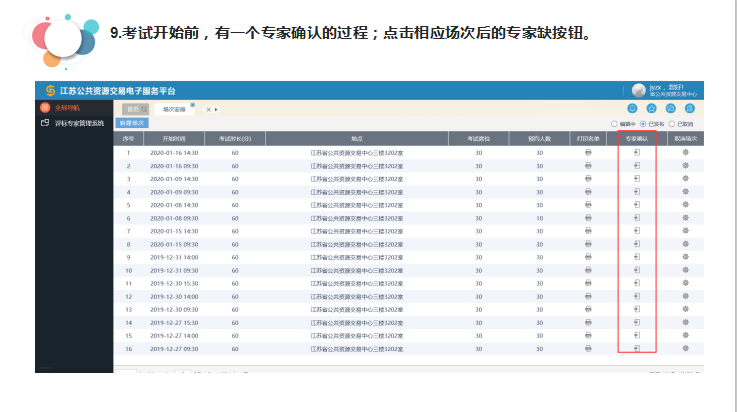 9.考试开始前，有一个专家确认的过程；点击相应场次后的专家缺按钮。
江苏公共资源交易电子服务平台
jyzx，您好!
省公共资源交易中心
全局导航 首页 场次安排
评标专家管理系统 新建场次 编辑中 已发布 已取消
序号 开始时间 考试时长(分) 地点 考试席位 预约人数 打印名单 专家确认 取消场次
1 2020-01-16 14:30 60 江苏省公共资源交易中心三楼3202室 30 30
2 2020-01-16 09:30 60 江苏省公共资源交易中心三楼3202室 30 30
3 2020-01-09 14:30 60 江苏省公共资源交易中心三楼3202室 30 30
4 2020-01-09 09:30 60 江苏省公共资源交易中心三楼3202室 30 30
5 2020-01-08 14:30 60 江苏省公共资源交易中心三楼3202室 30 30
6 2020-01-08 09:30 60 江苏省公共资源交易中心三楼3202室 30 10
7 2020-01-15 14:30 60 江苏省公共资源交易中心三楼3202室 30 30
8 2020-01-15 09:30 60 江苏省公共资源交易中心三楼3202室 30 30
9 2019-12-31 14:00 60 江苏省公共资源交易中心三楼3202室 30 30
10 2019-12-31 09:30 60 江苏省公共资源交易中心三楼3202室 30 30
11 2019-12-30 15:30 60 江苏省公共资源交易中心三楼3202室 30 30
12 2019-12-30 14:00 60 江苏省公共资源交易中心三楼3202室 30 30
13 2019-12-30 09:30 60 江苏省公共资源交易中心三楼3202室 30 30
14 2019-12-27 15:30 60 江苏省公共资源交易中心三楼3202室 30 30
15 2019-12-27 14:00 60 江苏省公共资源交易中心三楼3202室 30 30
16 2019-12-27 09:30 60 江苏省公共资源交易中心三楼3202室 30 30